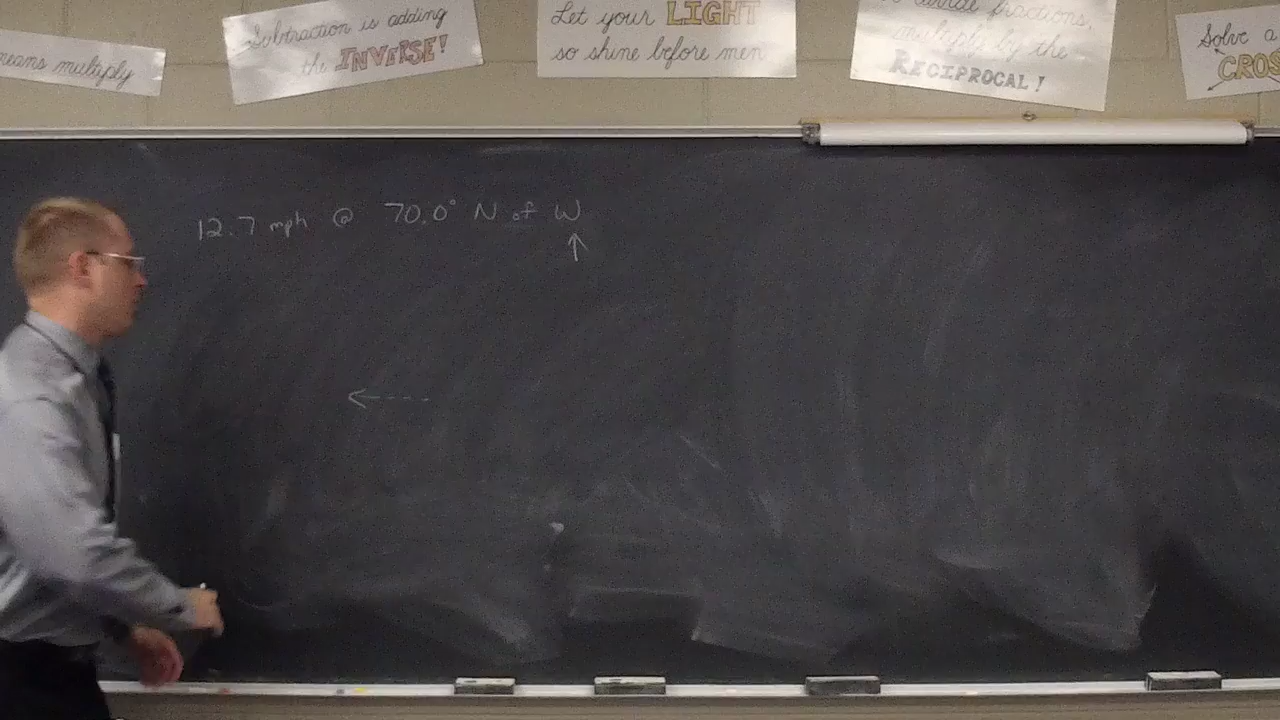 means multiply
Subtraction is adding
the INVERSE!
Let your LIGHT
so shine before men
fractions,
multiply by the
RECIPROCAL!
Solve a
CROS
12.7 mph @ 70.0° N of W